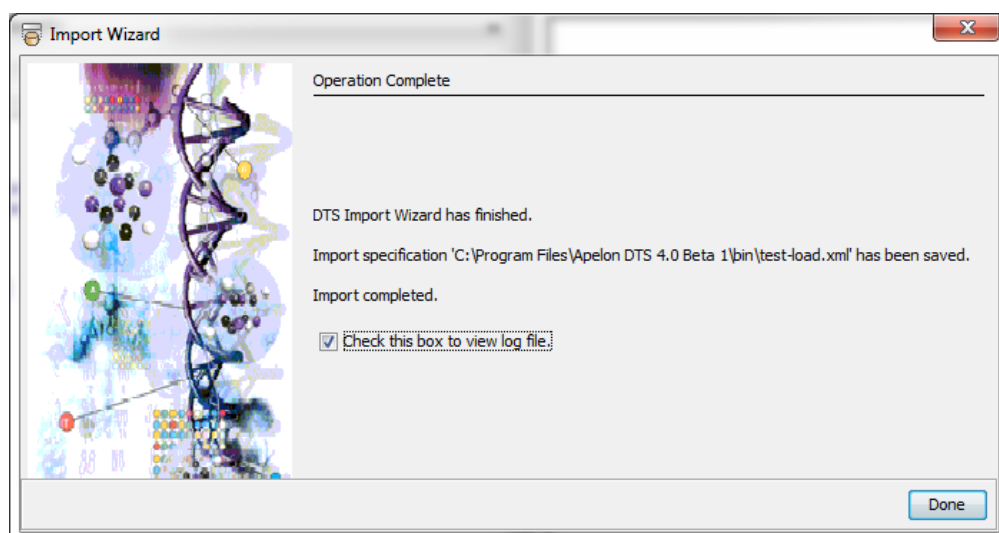 Import Wizard
Operation Complete
DTS Import Wizard has finished.
Import specification 'C:\Program Files\Apelon DTS 4.0 Beta 1\bin\test-load.xml' has been saved.
Import completed.
Check this box to view log file.
Done